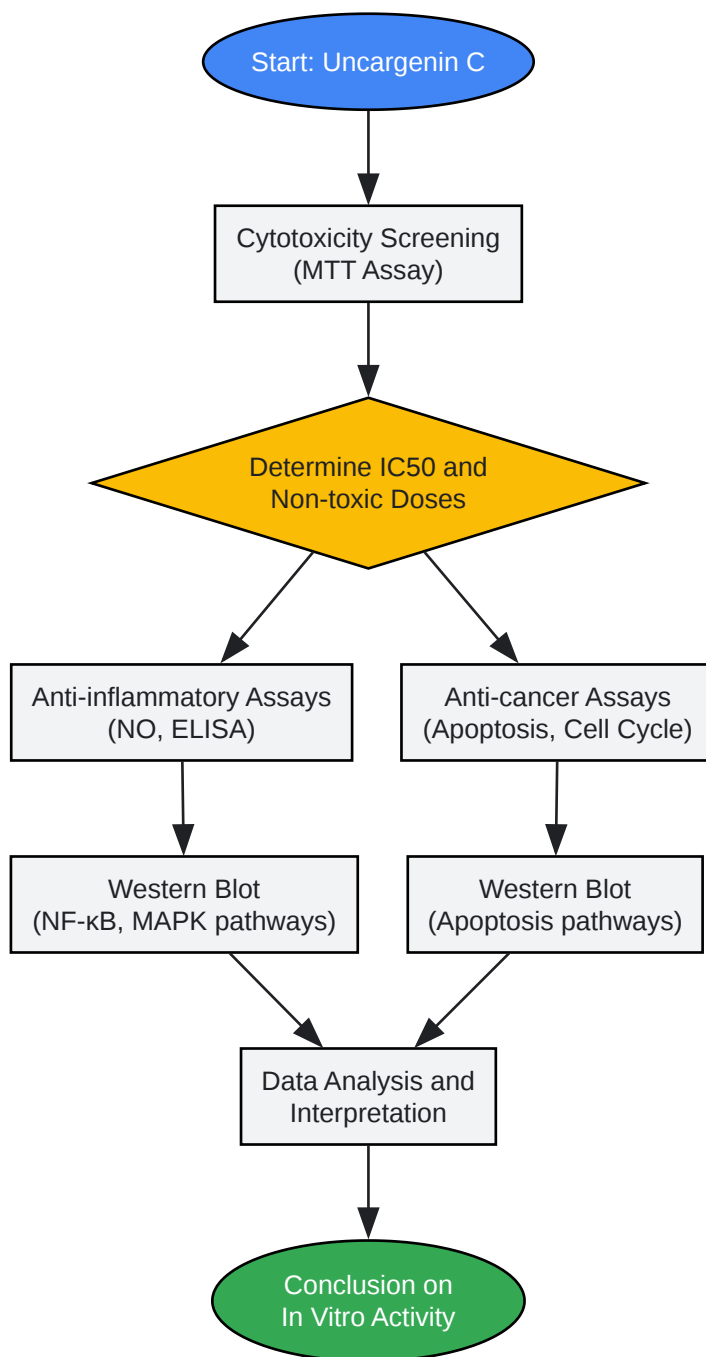 Start: Uncargenin C
Cytotoxicity Screening
(MTT Assay)
Determine IC50 and
Non-toxic Doses
Anti-inflammatory Assays
(NO, ELISA)
Anti-cancer Assays
(Apoptosis, Cell Cycle)
Western Blot
(NF-κB, MAPK pathways)
Western Blot
(Apoptosis pathways)
Data Analysis and
Interpretation
Conclusion on
In Vitro Activity